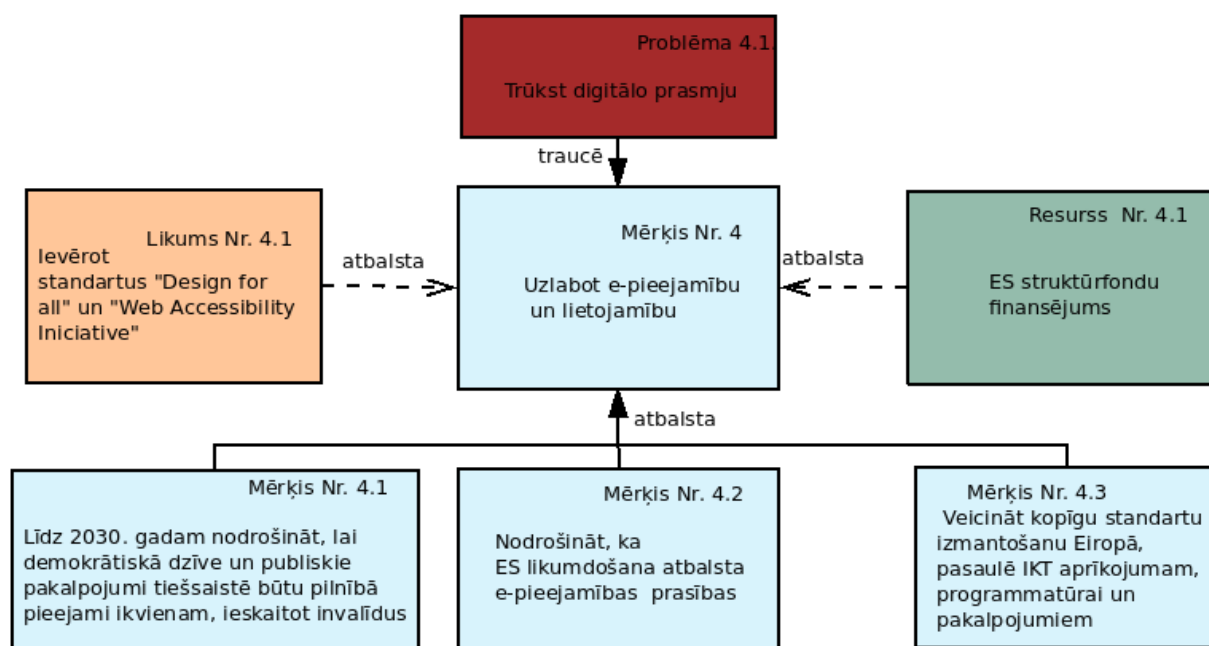 Problēma 4.1.
Trūkst digitālo prasmju
traucē
Likums Nr. 4.1
Ievērot
standartus "Design for
all" un "Web Accessibility
Iniciative"
atbalsta
Mērķis Nr. 4
Uzlabot e-pieejamību
un lietojamību
atbalsta
Resurss Nr. 4.1
ES struktūrfondu
finansējums
atbalsta
Mērķis Nr. 4.1
Līdz 2030. gadam nodrošināt, lai
demokrātiskā dzīve un publiskie
pakalpojumi tiešsaistē būtu pilnībā
pieejami ikvienam, ieskaitot invalīdus
Mērķis Nr. 4.2
Nodrošināt, ka
ES likumdošana atbalsta
e-pieejamības prasības
Mērķis Nr. 4.3
Veicināt kopīgu standartu
izmantošanu Eiropā,
pasaulē IKT aprīkojumam,
programmatūrai un
pakalpojumiem